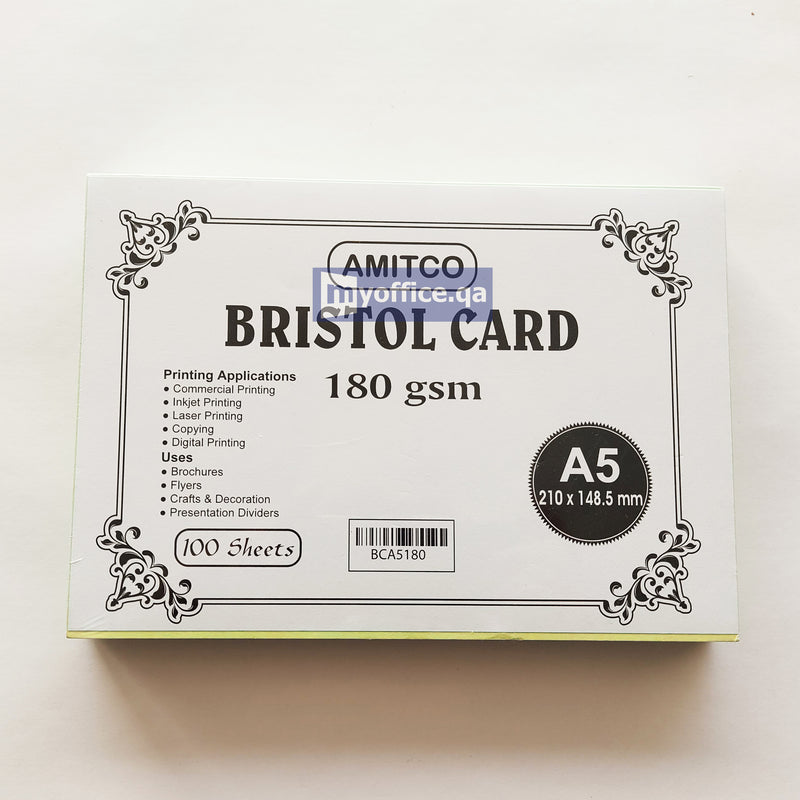 AMITCO
myoffice.qa
BRISTOL CARD
180 gsm
Printing Applications
• Commercial Printing
• Inkjet Printing
• Laser Printing
• Copying
• Digital Printing
Uses
• Brochures
• Flyers
• Crafts & Decoration
• Presentation Dividers
100 Sheets
BCA5180
A5
210 x 148.5 mm